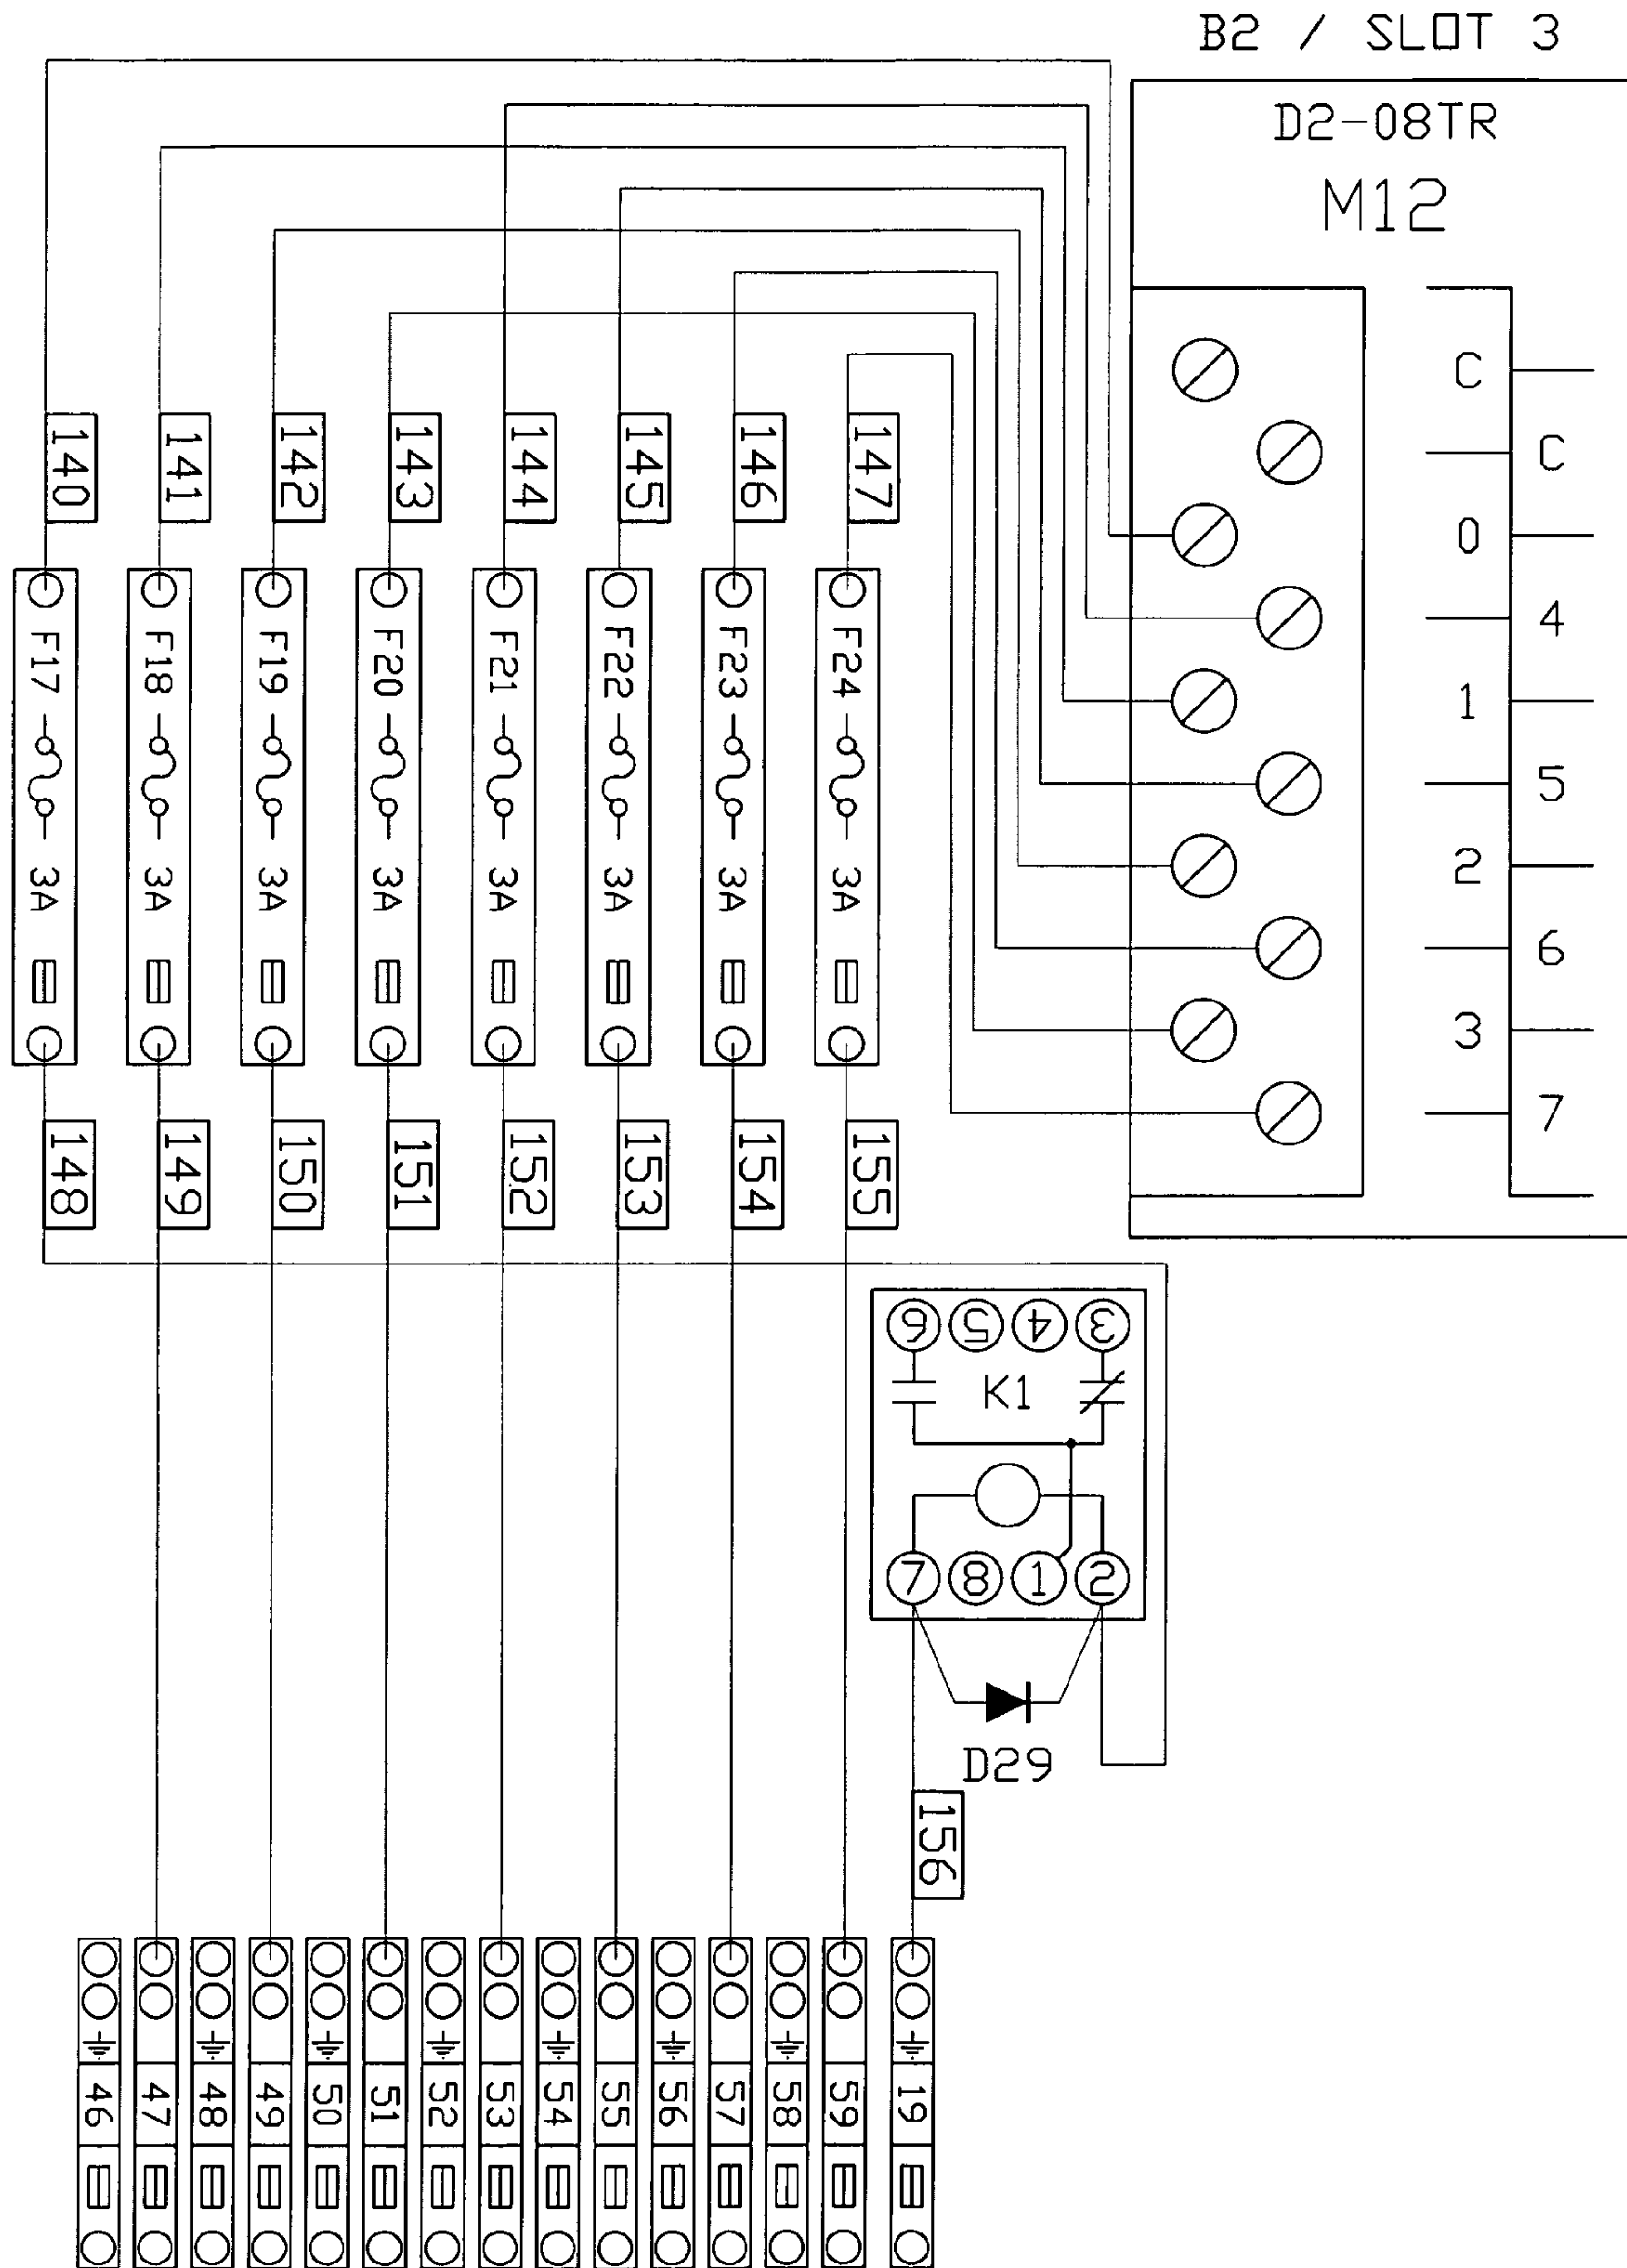 B2 / SLOT 3
D2-08TR
M12
C
C
0
4
1
5
2
6
3
7
140
141
142
143
144
145
146
147
F17 3A
F18 3A
F19 3A
F20 3A
F21 3A
F22 3A
F23 3A
F24 3A
148
149
150
151
152
153
154
155
6 5 4 3
K1
7 8 1 2
D29
156
46
47
48
49
50
51
52
53
54
55
56
57
58
59
19